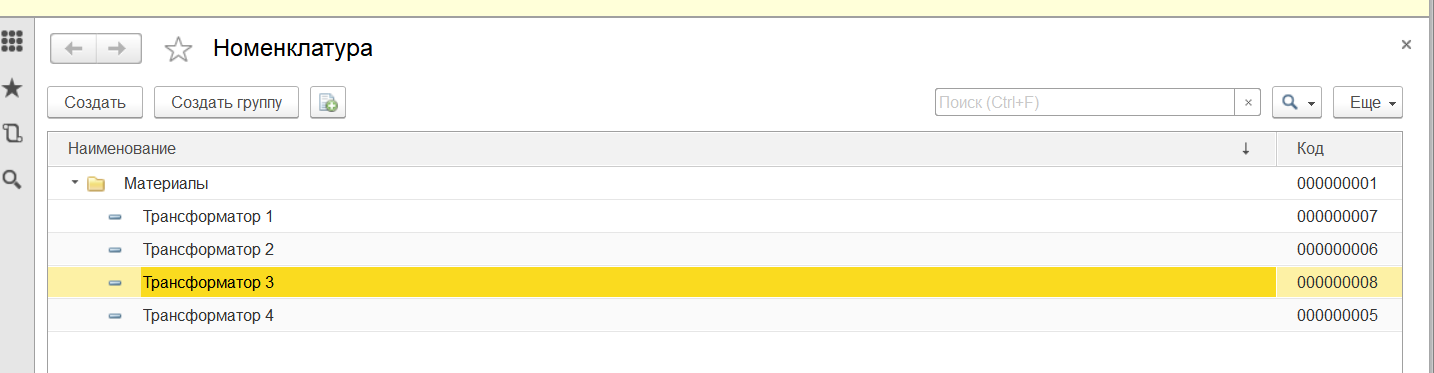 Номенклатура
Создать Создать группу Поиск (Ctrl+F) × Еще
Наименование ↓ Код
Материалы 000000001
Трансформатор 1 000000007
Трансформатор 2 000000006
Трансформатор 3 000000008
Трансформатор 4 000000005